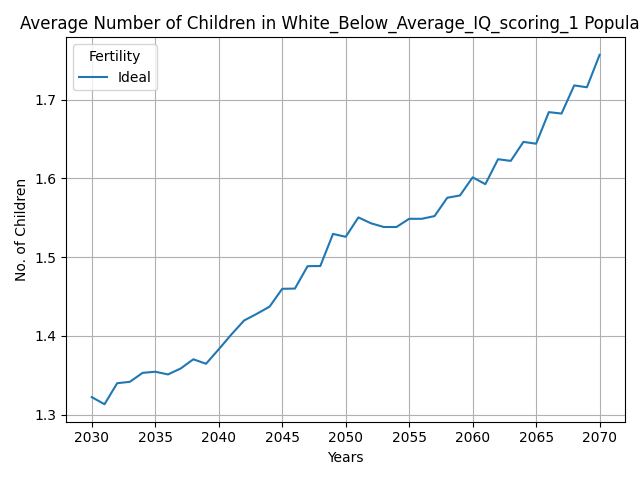 Average Number of Children in White_Below_Average_IQ_scoring_1 Popula
Fertility
Ideal
No. of Children
1.7
1.6
1.5
1.4
1.3
2030 2035 2040 2045 2050 2055 2060 2065 2070
Years